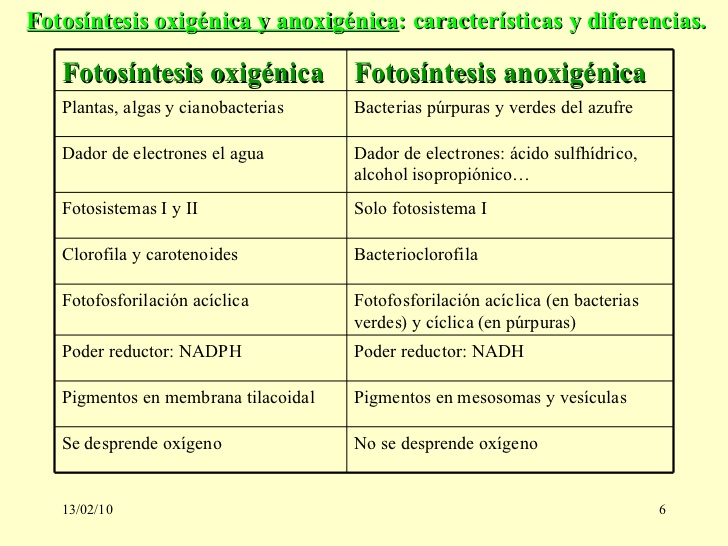 Fotosíntesis oxigénica y anoxigénica: características y diferencias.
Fotosíntesis oxigénica
Fotosíntesis anoxigénica
Plantas, algas y cianobacterias
Bacterias púrpuras y verdes del azufre
Dador de electrones el agua
Dador de electrones: ácido sulfhídrico,
alcohol isopropiónico…
Fotosistemas I y II
Solo fotosistema I
Clorofila y carotenoides
Bacterioclorofila
Fotofosforilación acíclica
Fotofosforilación acíclica (en bacterias
verdes) y cíclica (en púrpuras)
Poder reductor: NADPH
Poder reductor: NADH
Pigmentos en membrana tilacoidal
Pigmentos en mesosomas y vesículas
Se desprende oxígeno
No se desprende oxígeno
13/02/10
6